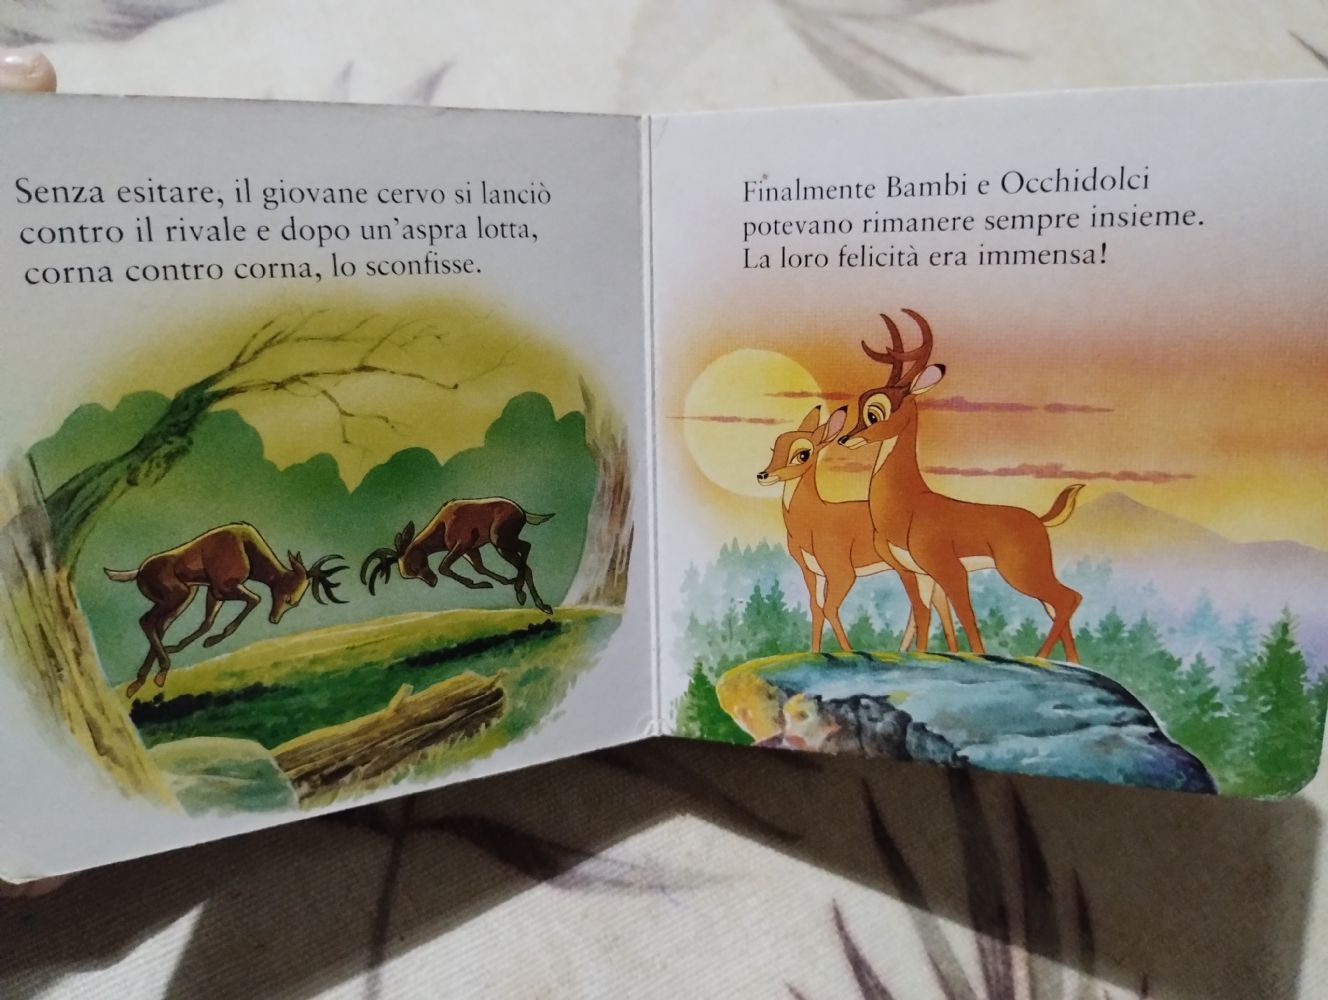 Senza esitare, il giovane cervo si lanciò
contro il rivale e dopo un'aspra lotta,
corna contro corna, lo sconfisse.
Finalmente Bambi e Occhidolci
potevano rimanere sempre insieme.
La loro felicità era immensa!